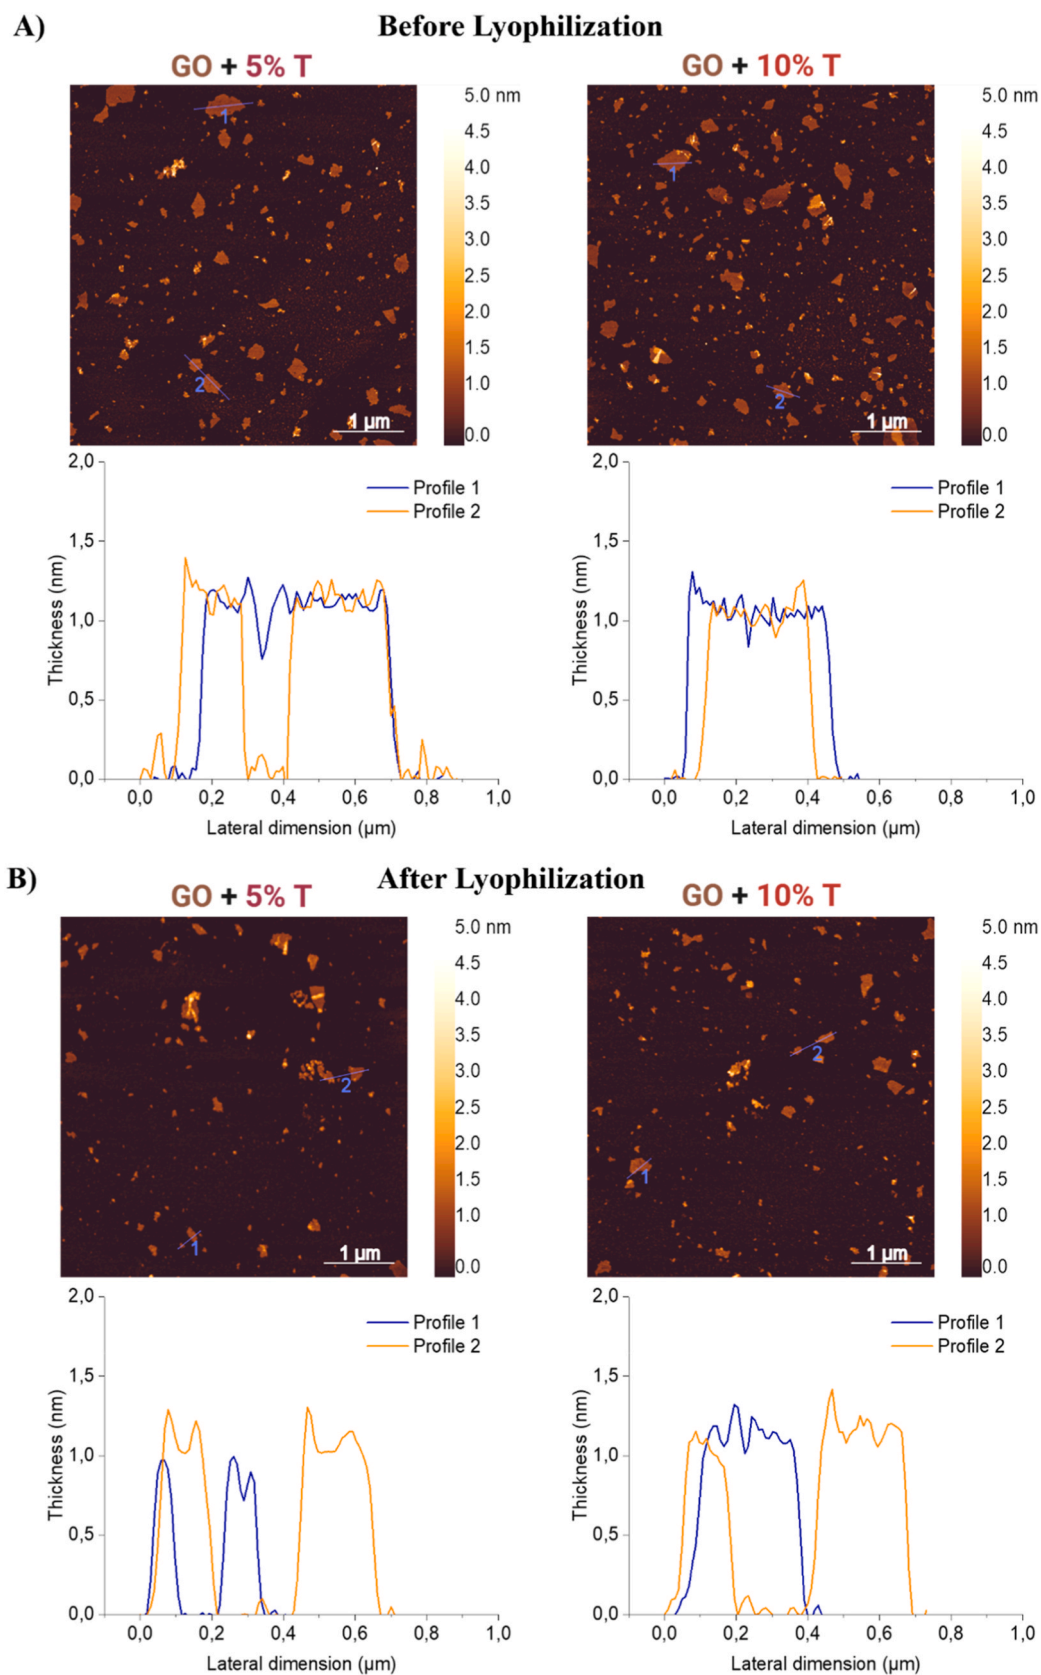 A)
Before Lyophilization
GO + 5% T
GO + 10% T
1
2
1 µm
5.0 nm
4.5
4.0
3.5
3.0
2.5
2.0
1.5
1.0
0.0
1
2
1 µm
5.0 nm
4.5
4.0
3.5
3.0
2.5
2.0
1.5
1.0
0.0
2,0
1,5
1,0
0,5
0,0
Thickness (nm)
Profile 1
Profile 2
0,0 0,2 0,4 0,6 0,8 1,0
Lateral dimension (µm)
2,0
1,5
1,0
0,5
0,0
Thickness (nm)
Profile 1
Profile 2
0,0 0,2 0,4 0,6 0,8 1,0
Lateral dimension (µm)
B)
After Lyophilization
GO + 5% T
GO + 10% T
2
1
1 µm
5.0 nm
4.5
4.0
3.5
3.0
2.5
2.0
1.5
1.0
0.0
2
1
1 µm
5.0 nm
4.5
4.0
3.5
3.0
2.5
2.0
1.5
1.0
0.0
2,0
1,5
1,0
0,5
0,0
Thickness (nm)
Profile 1
Profile 2
0,0 0,2 0,4 0,6 0,8 1,0
Lateral dimension (µm)
2,0
1,5
1,0
0,5
0,0
Thickness (nm)
Profile 1
Profile 2
0,0 0,2 0,4 0,6 0,8 1,0
Lateral dimension (µm)